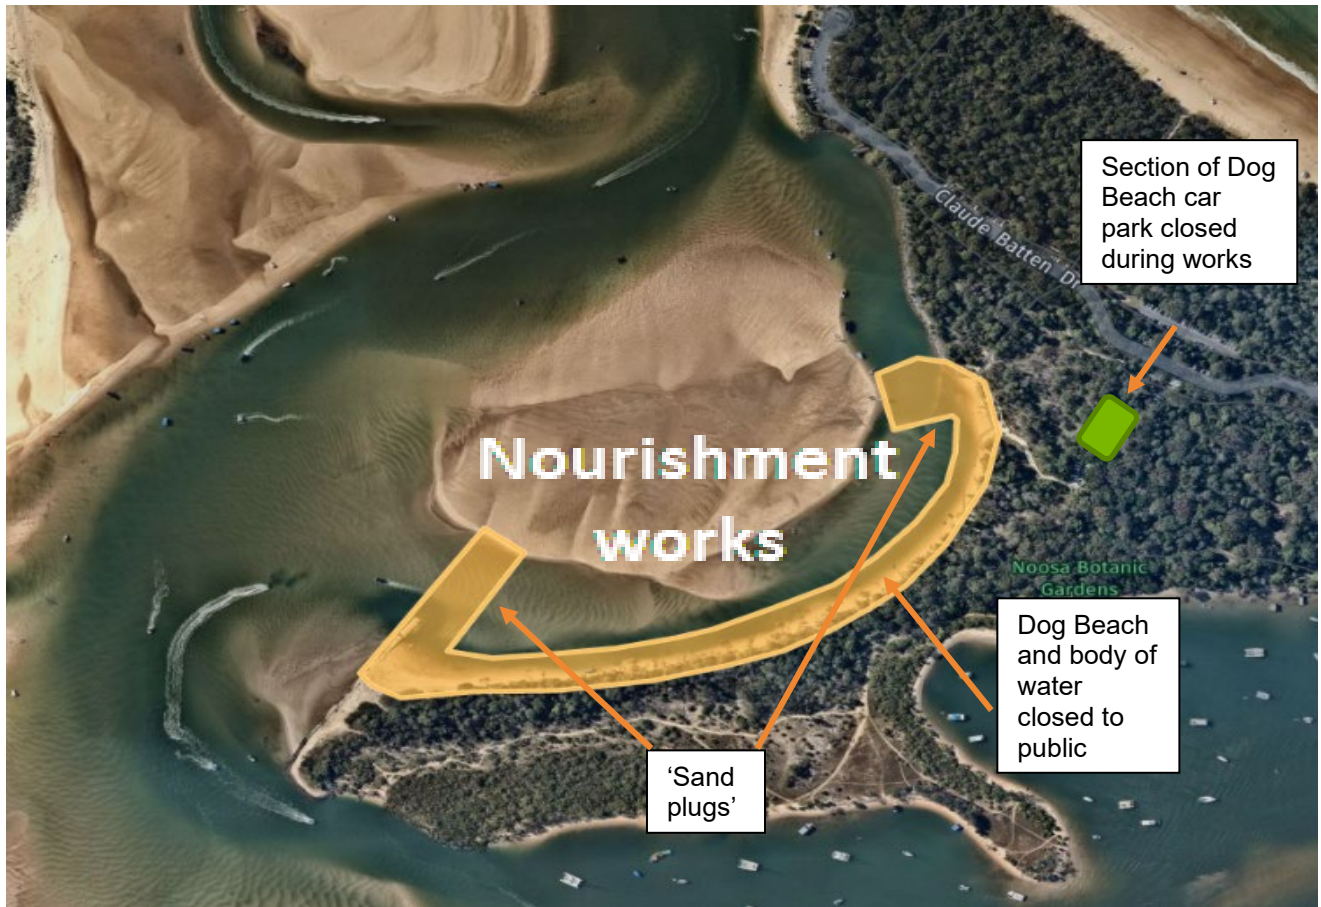 Section of Dog
Beach car
park closed
during works
Claude Batten Dr
Nourishment
works
Noosa Botanic
Gardens
Dog Beach
and body of
water
closed to
public
‘Sand
plugs’